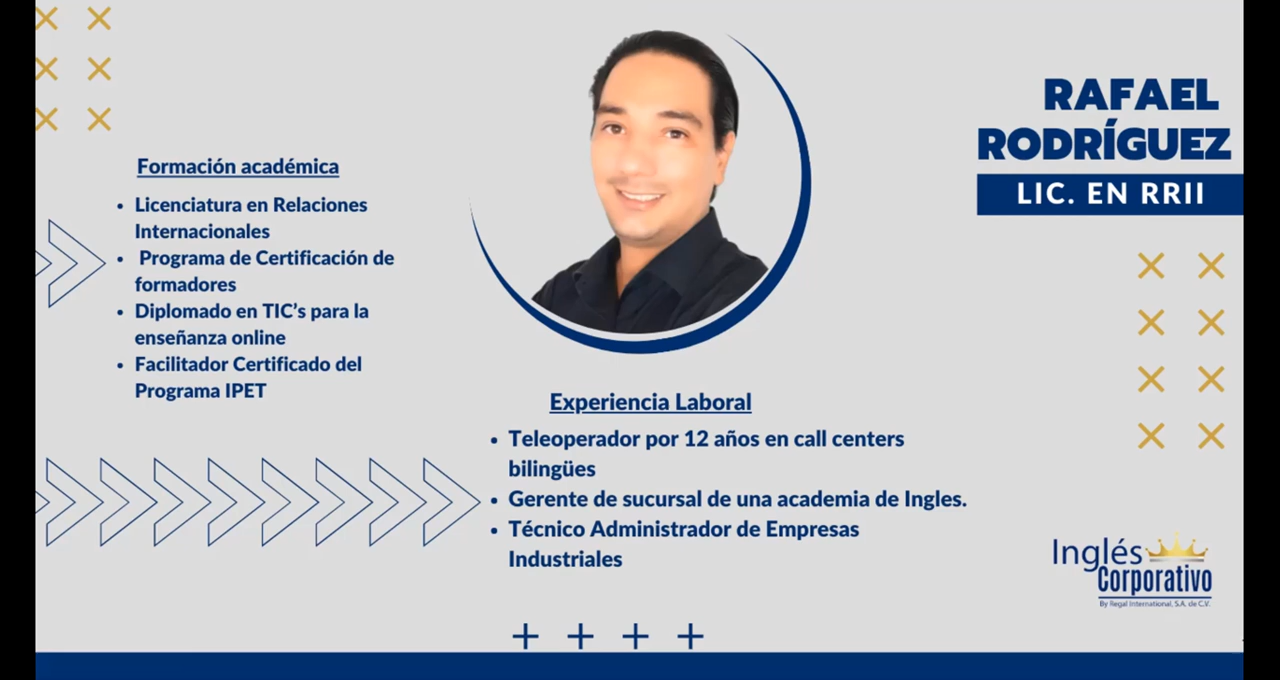 RAFAEL
RODRÍGUEZ
LIC. EN RRII
Formación académica
• Licenciatura en Relaciones
Internacionales
• Programa de Certificación de
formadores
• Diplomado en TIC’s para la
enseñanza online
• Facilitador Certificado del
Programa IPET
Experiencia Laboral
• Teleoperador por 12 años en call centers
bilingües
• Gerente de sucursal de una academia de Ingles.
• Técnico Administrador de Empresas
Industriales
Inglés
Corporativo
By Regal International, S.A. de C.V.